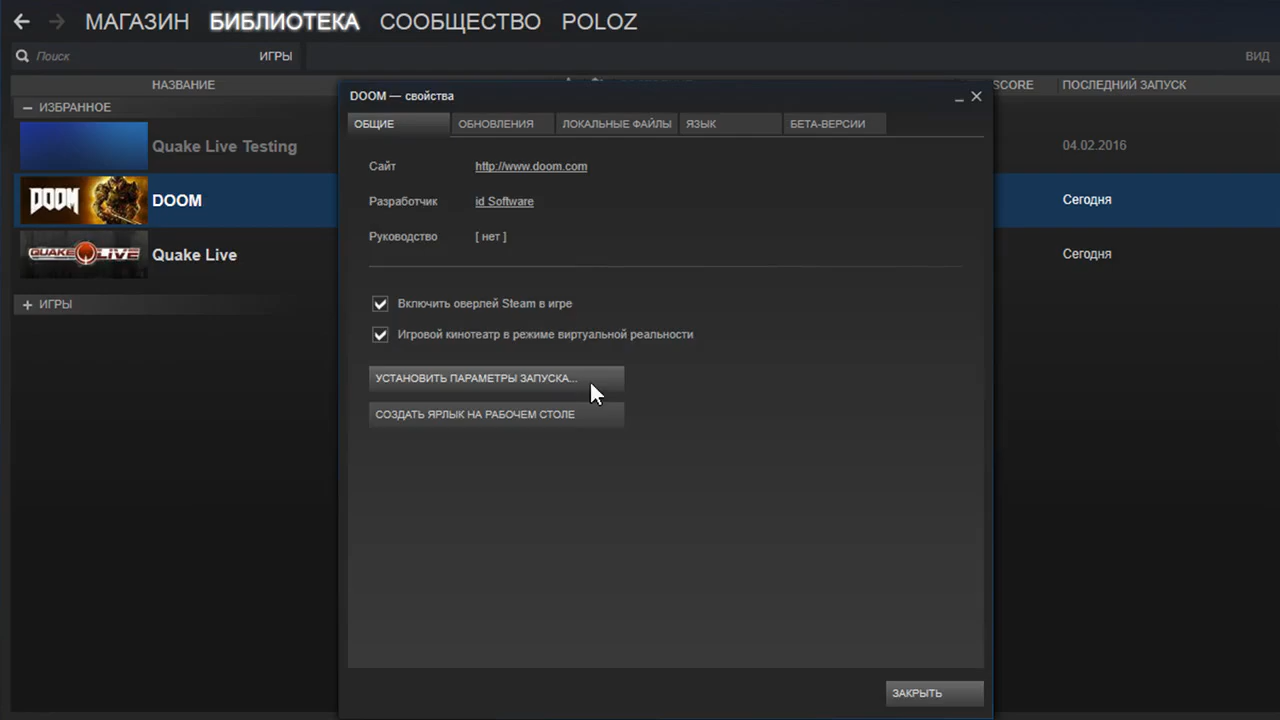 МАГАЗИН БИБЛИОТЕКА СООБЩЕСТВО POLOZ
Поиск ИГРЫ ВИД
НАЗВАНИЕ SCORE ПОСЛЕДНИЙ ЗАПУСК
DOOM — свойства
ИЗБРАННОЕ
ОБЩИЕ ОБНОВЛЕНИЯ ЛОКАЛЬНЫЕ ФАЙЛЫ ЯЗЫК БЕТА-ВЕРСИИ
Quake Live Testing 04.02.2016
Сайт http://www.doom.com
DOOM DOOM Сегодня
Разработчик id Software
Руководство [ нет ]
QUAKE LIVE Quake Live Сегодня
ИГРЫ
Включить оверлей Steam в игре
Игровой кинотеатр в режиме виртуальной реальности
УСТАНОВИТЬ ПАРАМЕТРЫ ЗАПУСКА...
СОЗДАТЬ ЯРЛЫК НА РАБОЧЕМ СТОЛЕ
ЗАКРЫТЬ